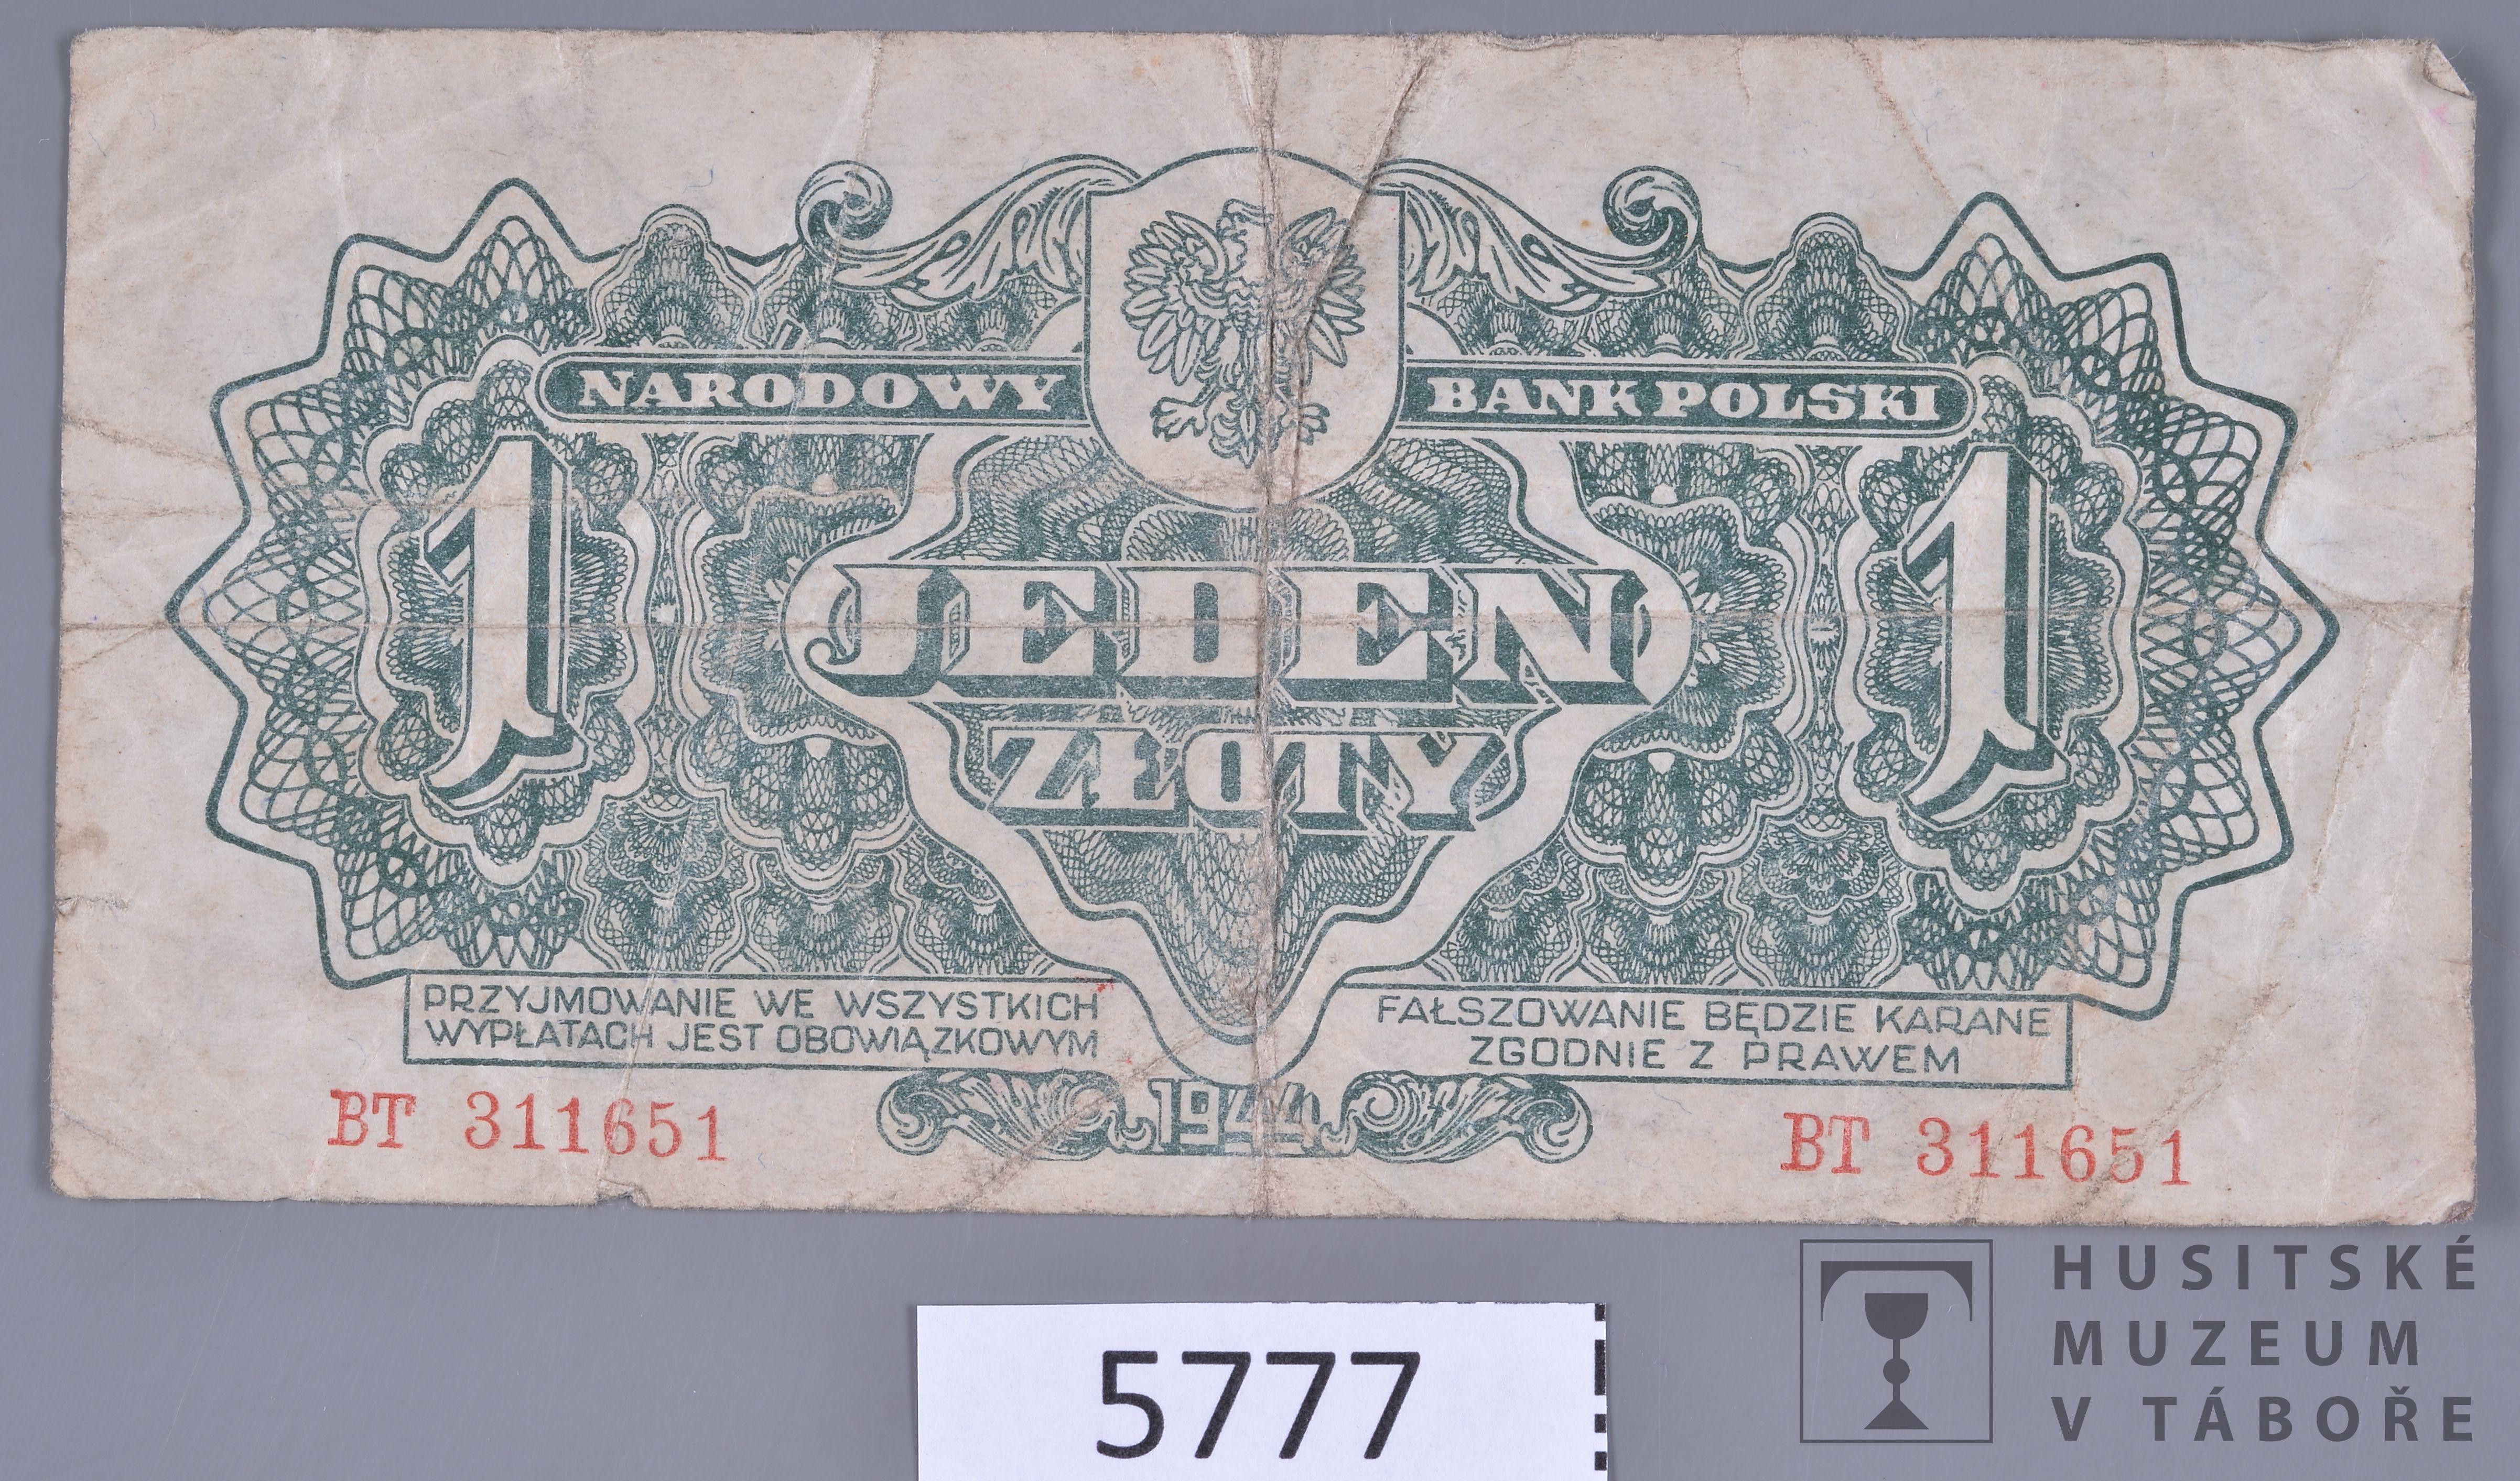 NARODOWY BANK POLSKI
1 1
JEDEN
ZŁOTY
PRZYJMOWANIE WE WSZYSTKICH
WYPŁATACH JEST OBOWIĄZKOWYM
FAŁSZOWANIE BĘDZIE KARANE
ZGODNIE Z PRAWEM
BT 311651
1944
BT 311651
5777
HUSITSKÉ
MUZEUM
V TÁBOŘE